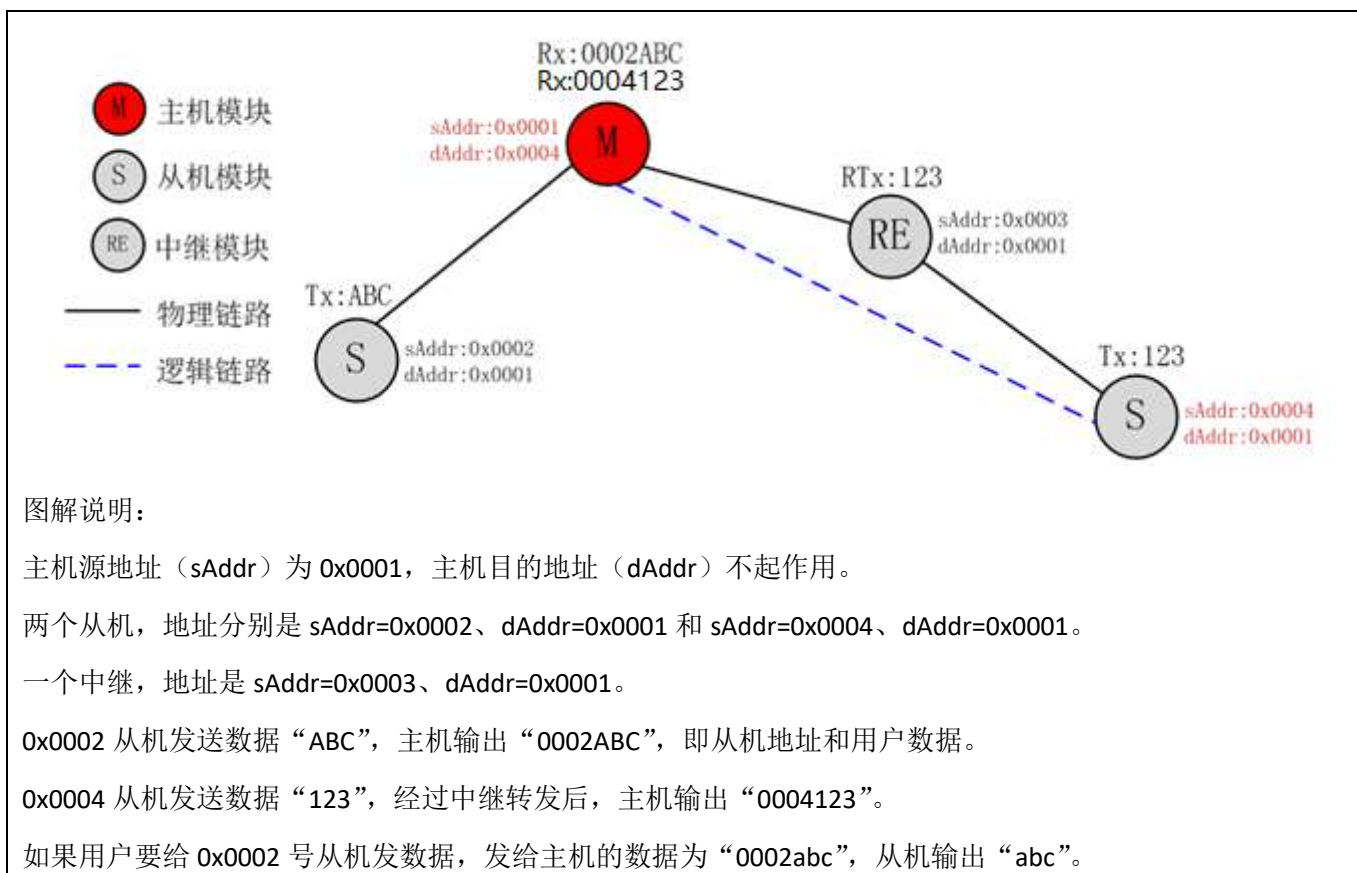 Rx:0002ABC
Rx:0004123
M 主机模块
sAddr:0x0001
dAddr:0x0004
M
S 从机模块
RTx:123
RE
sAddr:0x0003
dAddr:0x0001
RE 中继模块
Tx:ABC
物理链路
S
sAddr:0x0002
dAddr:0x0001
逻辑链路
Tx:123
S
sAddr:0x0004
dAddr:0x0001
图解说明：
主机源地址（sAddr）为 0x0001，主机目的地址（dAddr）不起作用。
两个从机，地址分别是 sAddr=0x0002、dAddr=0x0001 和 sAddr=0x0004、dAddr=0x0001。
一个中继，地址是 sAddr=0x0003、dAddr=0x0001。
0x0002 从机发送数据“ABC”，主机输出“0002ABC”，即从机地址和用户数据。
0x0004 从机发送数据“123”，经过中继转发后，主机输出“0004123”。
如果用户要给 0x0002 号从机发数据，发给主机的数据为“0002abc”，从机输出“abc”。